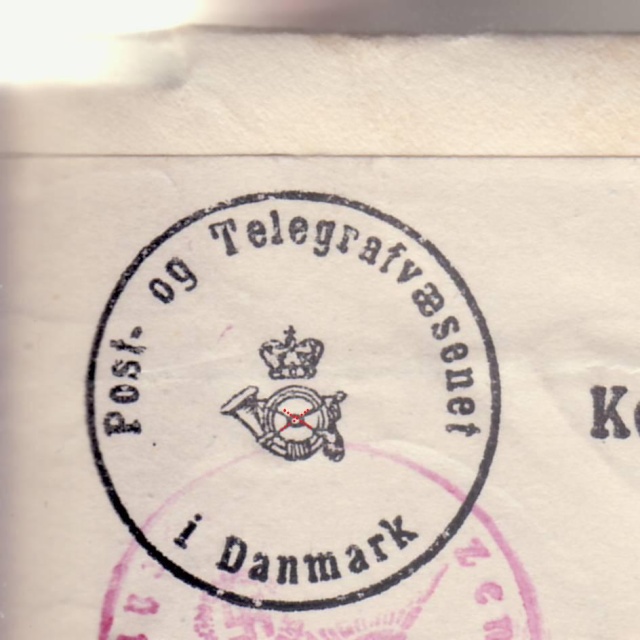 Post- og Telegrafvæsenet
i Danmark